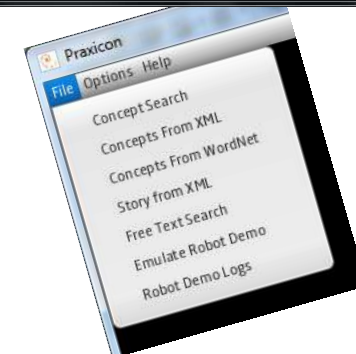 Praxicon
File Options Help
Concept Search
Concepts From XML
Concepts From WordNet
Story from XML
Free Text Search
Emulate Robot Demo
Robot Demo Logs